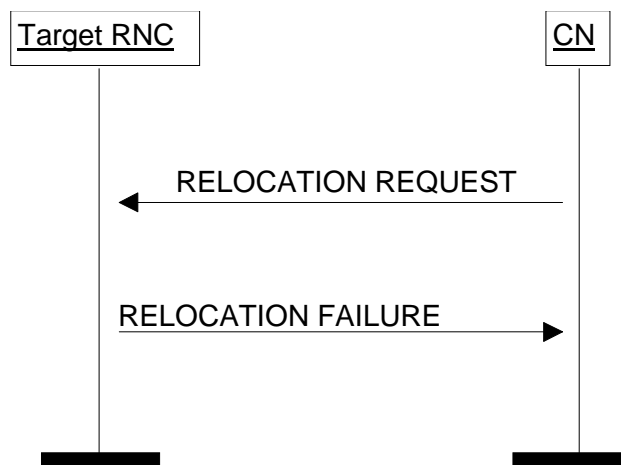 Target RNC
CN
RELOCATION REQUEST
RELOCATION FAILURE